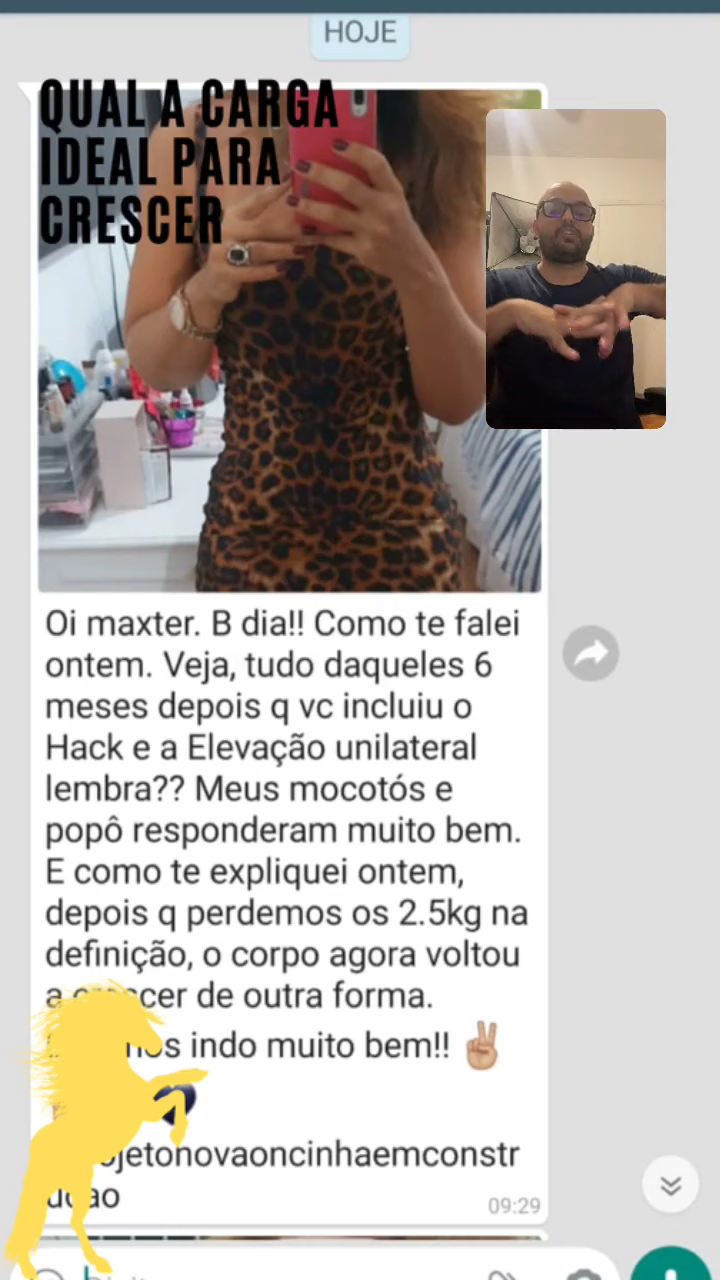 HOJE
QUAL A CARGA
IDEAL PARA
CRESCER
Oi maxter. B dia!! Como te falei
ontem. Veja, tudo daqueles 6
meses depois q vc incluiu o
Hack e a Elevação unilateral
lembra?? Meus mocotós e
popô responderam muito bem.
E como te expliquei ontem,
depois q perdemos os 2.5kg na
definição, o corpo agora voltou
a crescer de outra forma.
indo muito bem!! ✌🏼
ojetonovaoncinhaemconstr
09:29